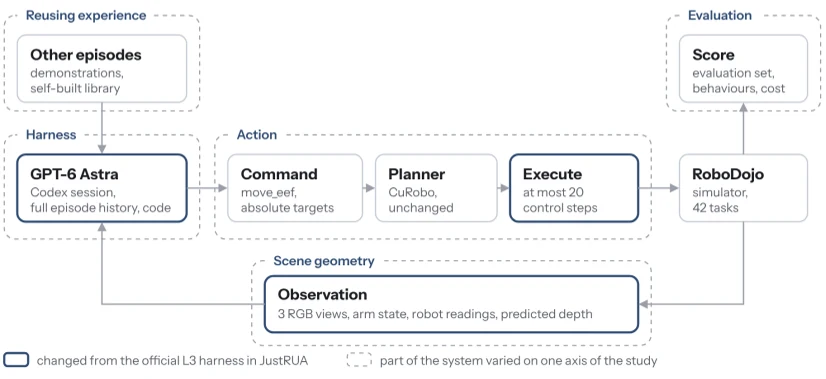 Reusing experience
Evaluation
Other episodes
demonstrations,
self-built library
Score
evaluation set,
behaviours, cost
Harness
Action
GPT-6 Astra
Codex session,
full episode history, code
Command
move_eef,
absolute targets
Planner
CuRobo,
unchanged
Execute
at most 20
control steps
RoboDojo
simulator,
42 tasks
Scene geometry
Observation
3 RGB views, arm state, robot readings, predicted depth
changed from the official L3 harness in JustRUA
part of the system varied on one axis of the study